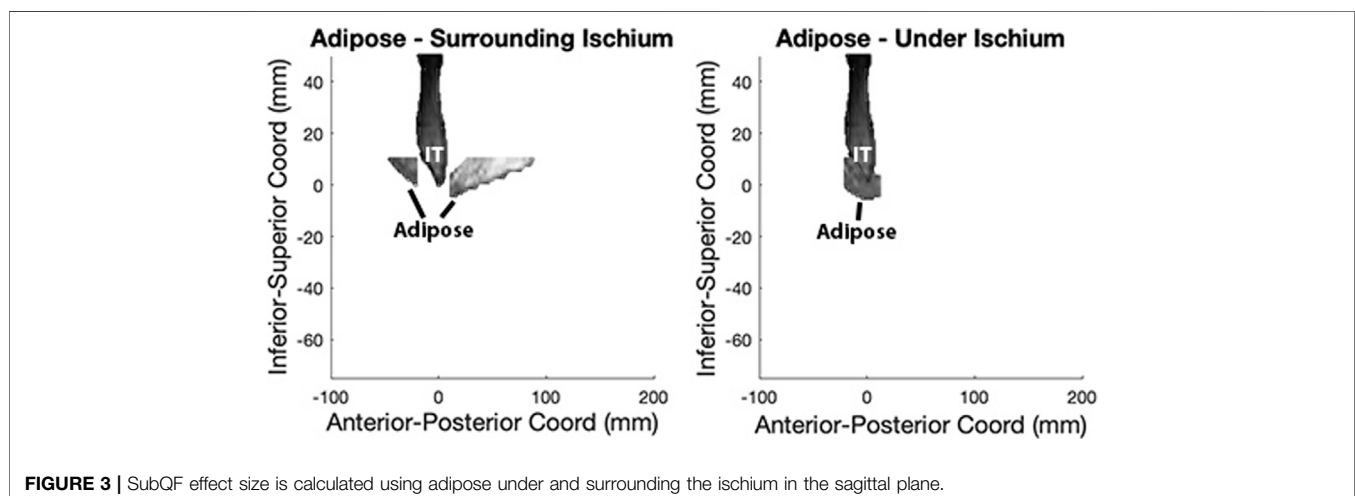 Adipose - Surrounding Ischium
Inferior-Superior Coord (mm)
40
20
0
-20
-40
-60
IT
Adipose
-100 0 100 200
Anterior-Posterior Coord (mm)
Adipose - Under Ischium
Inferior-Superior Coord (mm)
40
20
0
-20
-40
-60
IT
Adipose
-100 0 100 200
Anterior-Posterior Coord (mm)
FIGURE 3 | SubQF effect size is calculated using adipose under and surrounding the ischium in the sagittal plane.